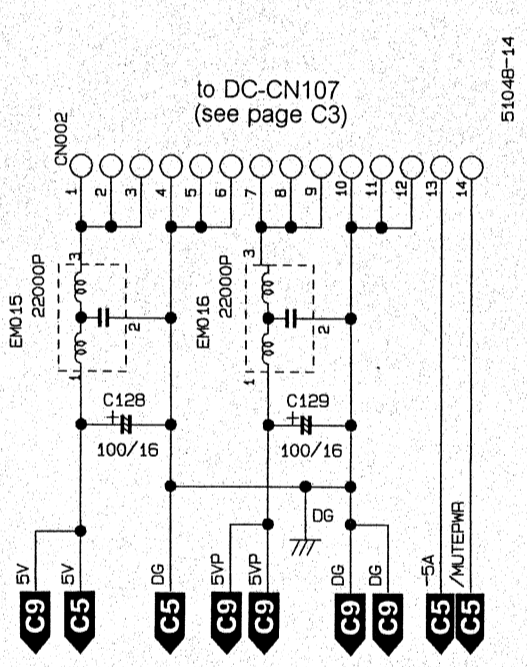 to DC-CN107
(see page C3)
51048-14
CN002
1
2
3
4
5
6
7
8
9
10
11
12
13
14
EM015
22000P
3
2
1
EM016
22000P
3
2
1
C128
+
100/16
C129
+
100/16
DG
5V
5V
DG
5VP
5VP
DG
DG
-5A
/MUTEPWR
C9
C5
C5
C9
C9
C9
C9
C5
C5